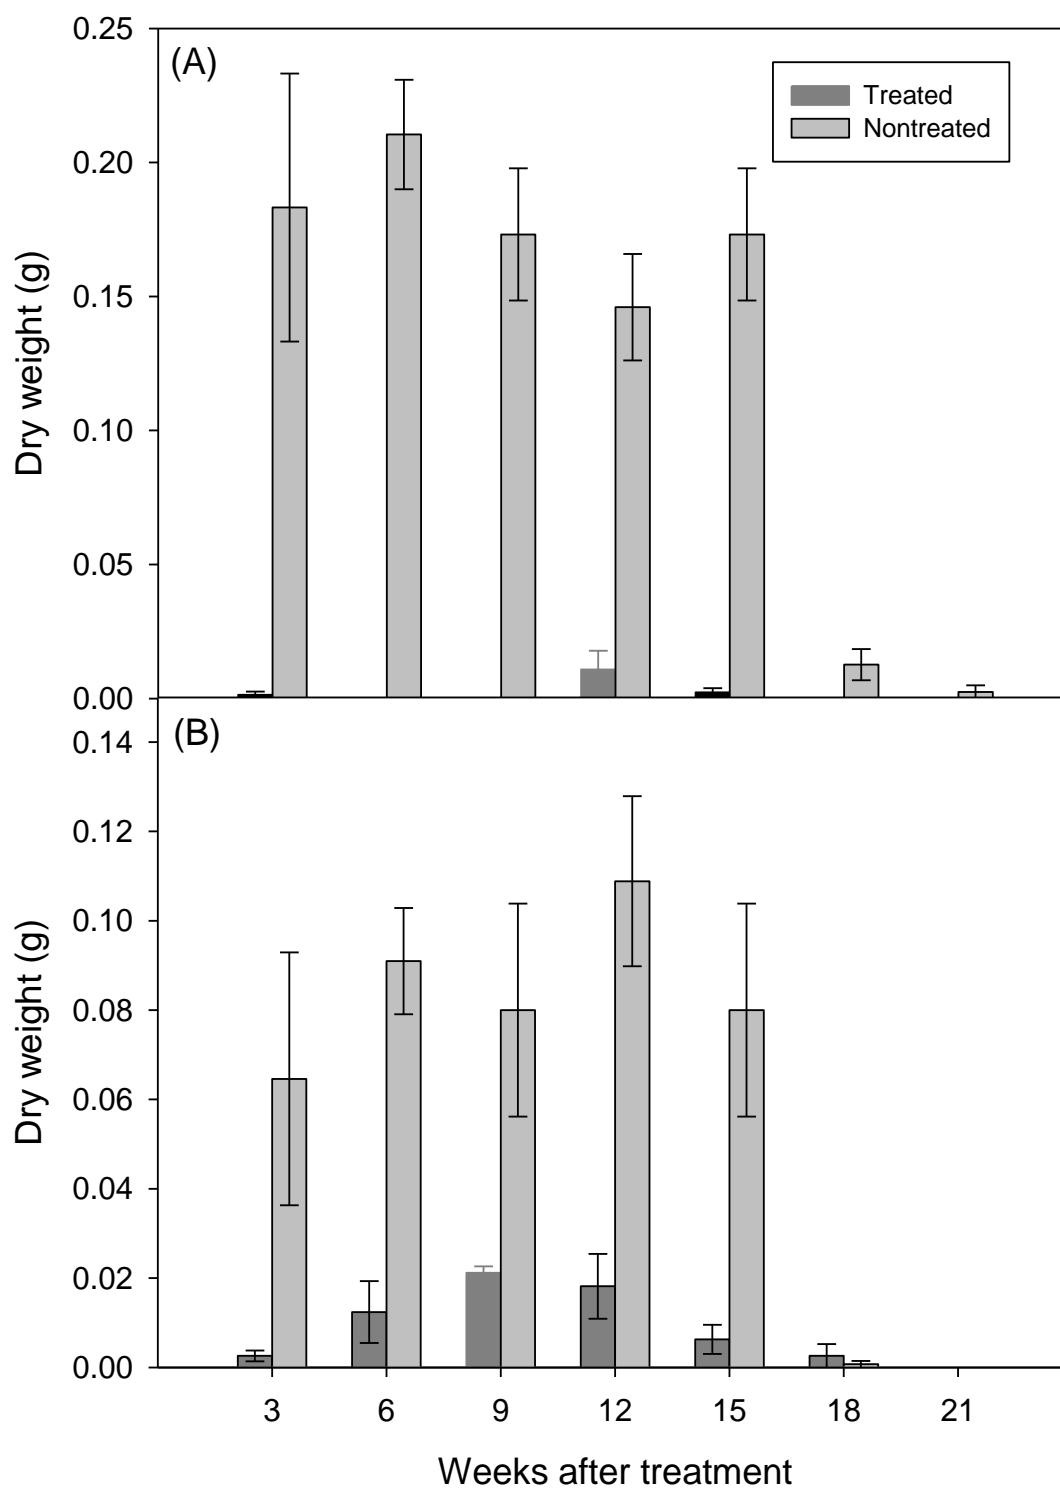 (A)
Treated
Nontreated
0.25
0.20
0.15
0.10
0.05
0.00
Dry weight (g)
(B)
0.14
0.12
0.10
0.08
0.06
0.04
0.02
0.00
Dry weight (g)
3 6 9 12 15 18 21
Weeks after treatment